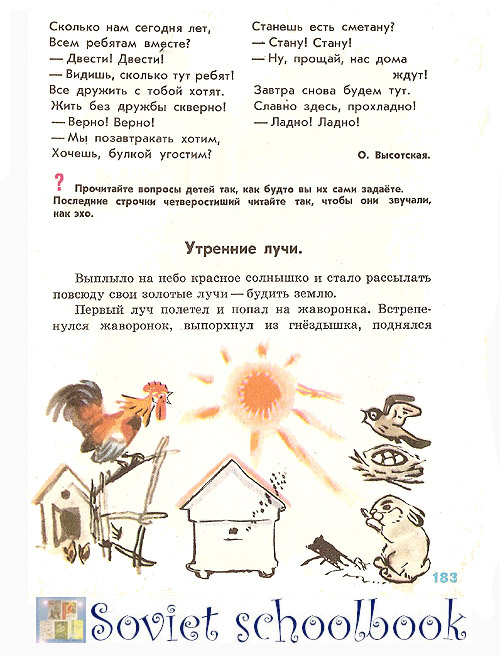 Сколько нам сегодня лет,
Всем ребятам вместе?
— Двести! Двести!
— Видишь, сколько тут ребят!
Все дружить с тобой хотят.
Жить без дружбы скверно!
— Верно! Верно!
— Мы позавтракать хотим,
Хочешь, булкой угостим?
Станешь есть сметану?
— Стану! Стану!
— Ну, прощай, нас дома
ждут!
Завтра снова будем тут.
Славно здесь, прохладно!
— Ладно! Ладно!
О. Высотская.
? Прочитайте вопросы детей так, как будто вы их сами задаёте.
Последние строчки четверостиший читайте так, чтобы они звучали,
как эхо.
Утренние лучи.
Выплыло на небо красное солнышко и стало рассылать
повсюду свои золотые лучи — будить землю.
Первый луч полетел и попал на жаворонка. Встрепе-
нулся жаворонок, выпорхнул из гнёздышка, поднялся
183
Soviet schoolbook